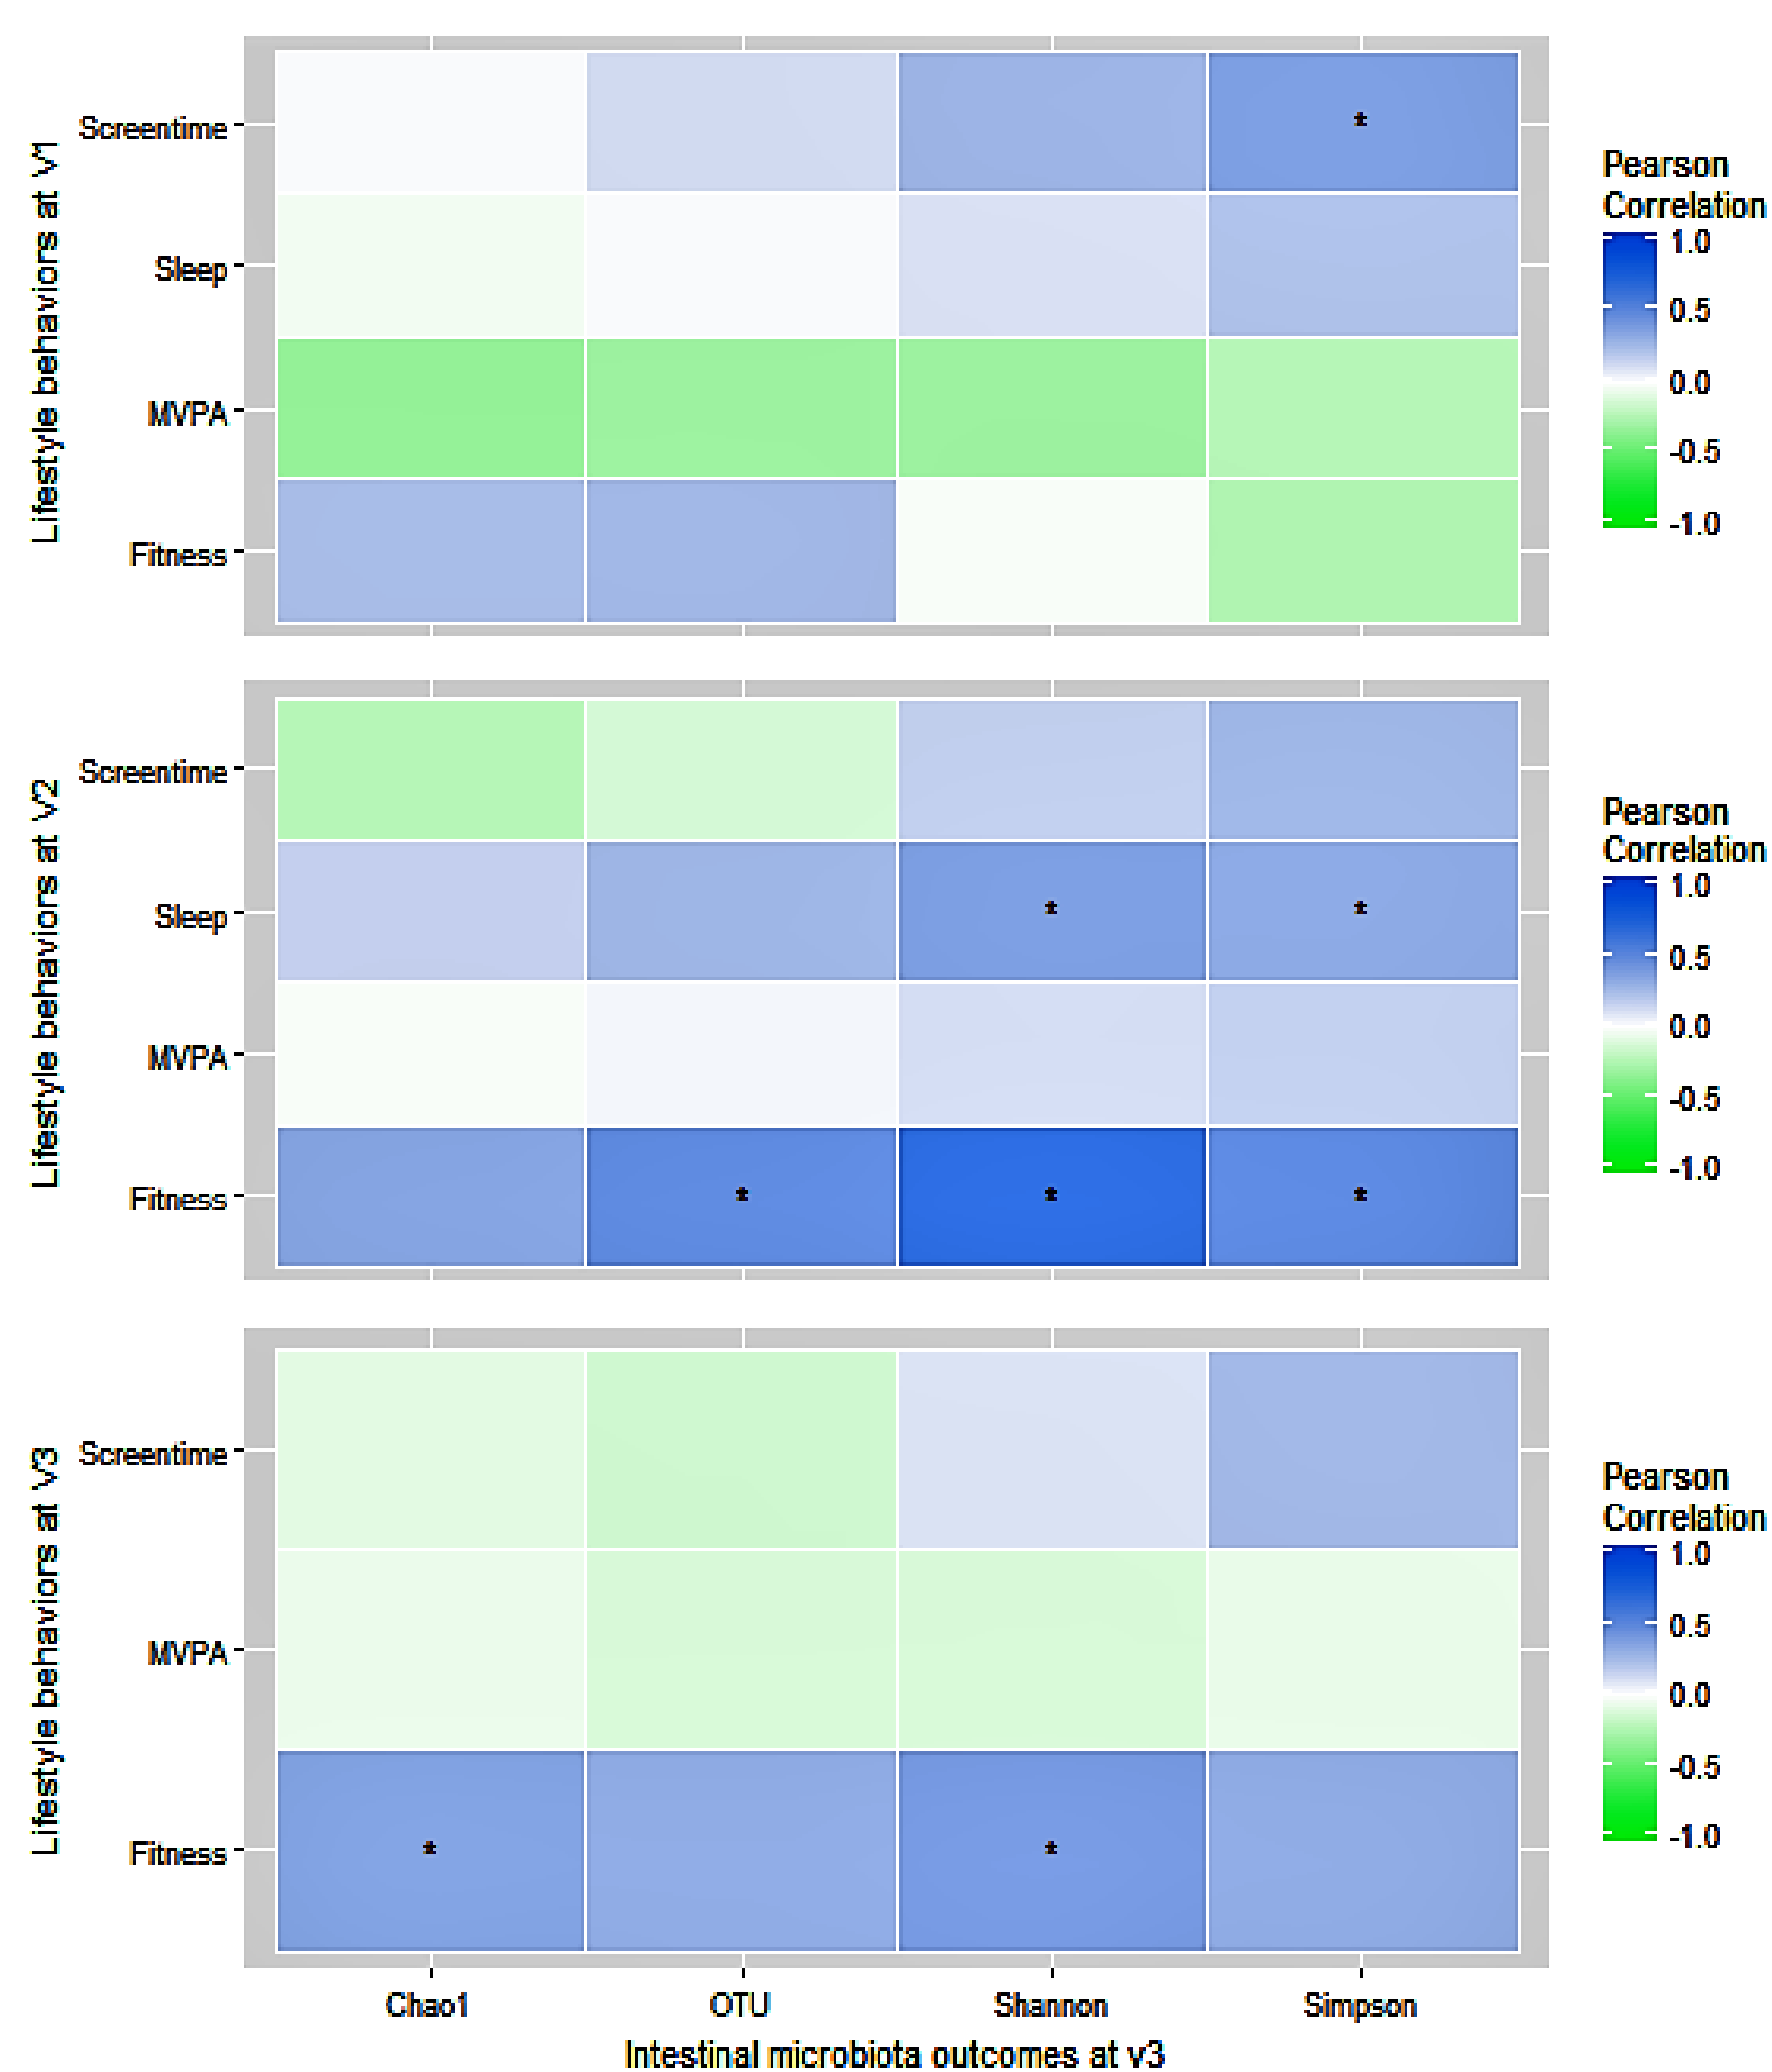 Lifestyle behaviors at V1
Screentime
Sleep
MVPA
Fitness
*
Pearson
Correlation
1.0
0.5
0.0
-0.5
-1.0
Lifestyle behaviors at V2
Screentime
Sleep
MVPA
Fitness
* *
* * *
Pearson
Correlation
1.0
0.5
0.0
-0.5
-1.0
Lifestyle behaviors at V3
Screentime
MVPA
Fitness
* *
Pearson
Correlation
1.0
0.5
0.0
-0.5
-1.0
Chao1 OTU Shannon Simpson
Intestinal microbiota outcomes at v3